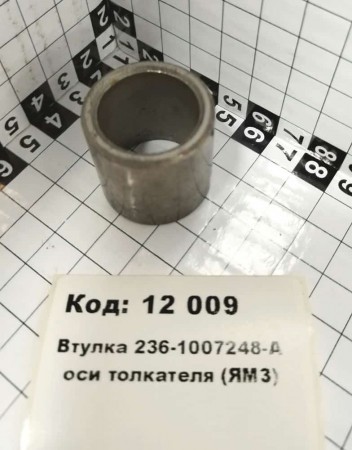 Код: 12 009
Втулка 236-1007248-А
оси толкателя (ЯМЗ)